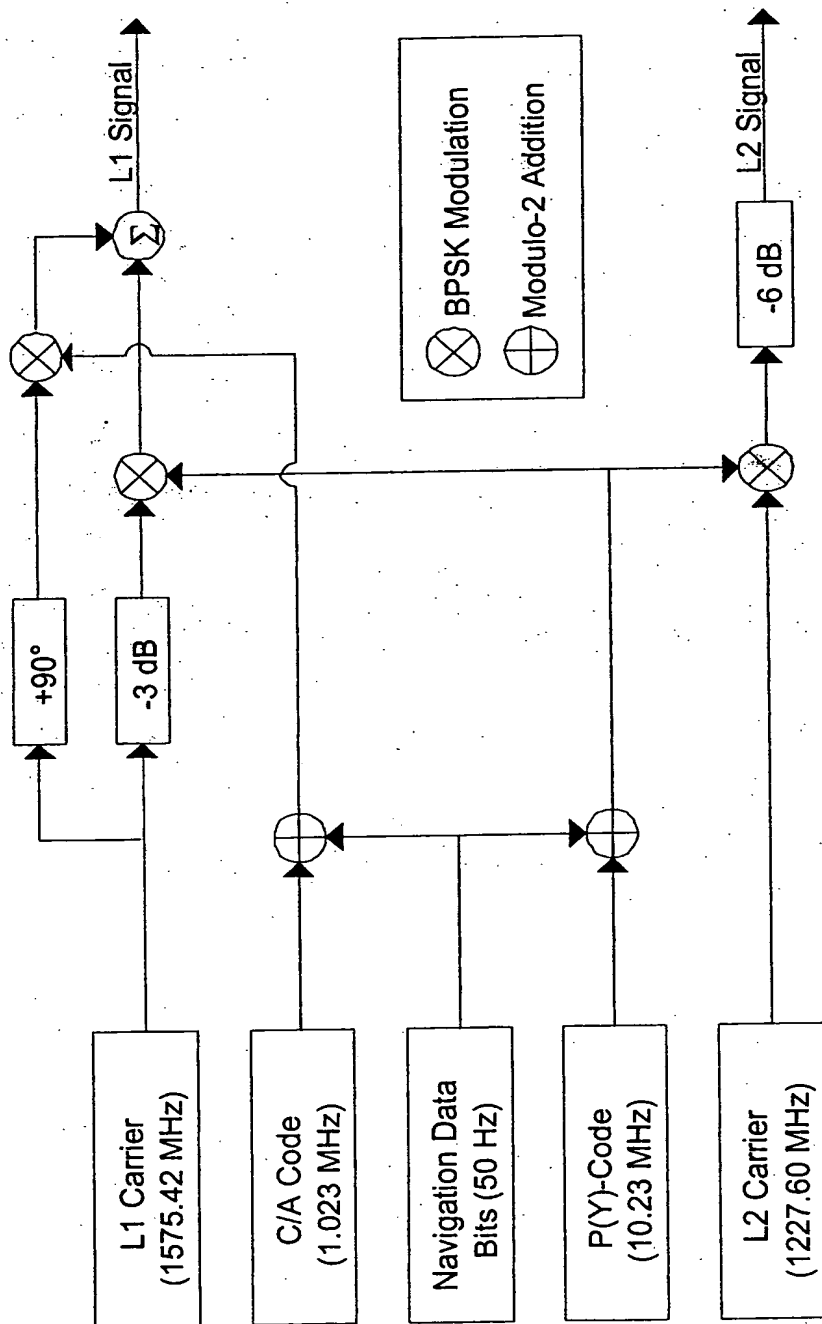 L1 Carrier
(1575.42 MHz)
+90°
-3 dB
Σ
L1 Signal
C/A Code
(1.023 MHz)
Navigation Data
Bits (50 Hz)
P(Y)-Code
(10.23 MHz)
BPSK Modulation
Modulo-2 Addition
L2 Carrier
(1227.60 MHz)
-6 dB
L2 Signal